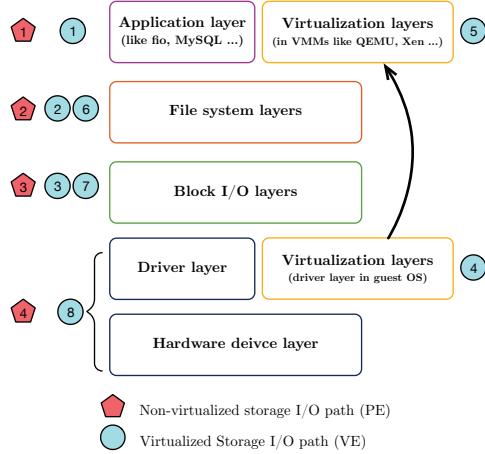 1 1 Application layer Virtualization layers 5
(like fio, MySQL ...) (in VMMs like QEMU, Xen ...)
2 2 6 File system layers
3 3 7 Block I/O layers
Driver layer Virtualization layers 4
(driver layer in guest OS)
4 8
Hardware deivce layer
Non-virtualized storage I/O path (PE)
Virtualized Storage I/O path (VE)